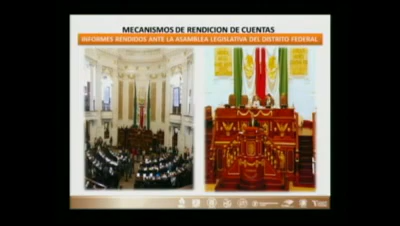 MECANISMOS DE RENDICION DE CUENTAS
INFORMES RENDIDOS ANTE LA ASAMBLEA LEGISLATIVA DEL DISTRITO FEDERAL